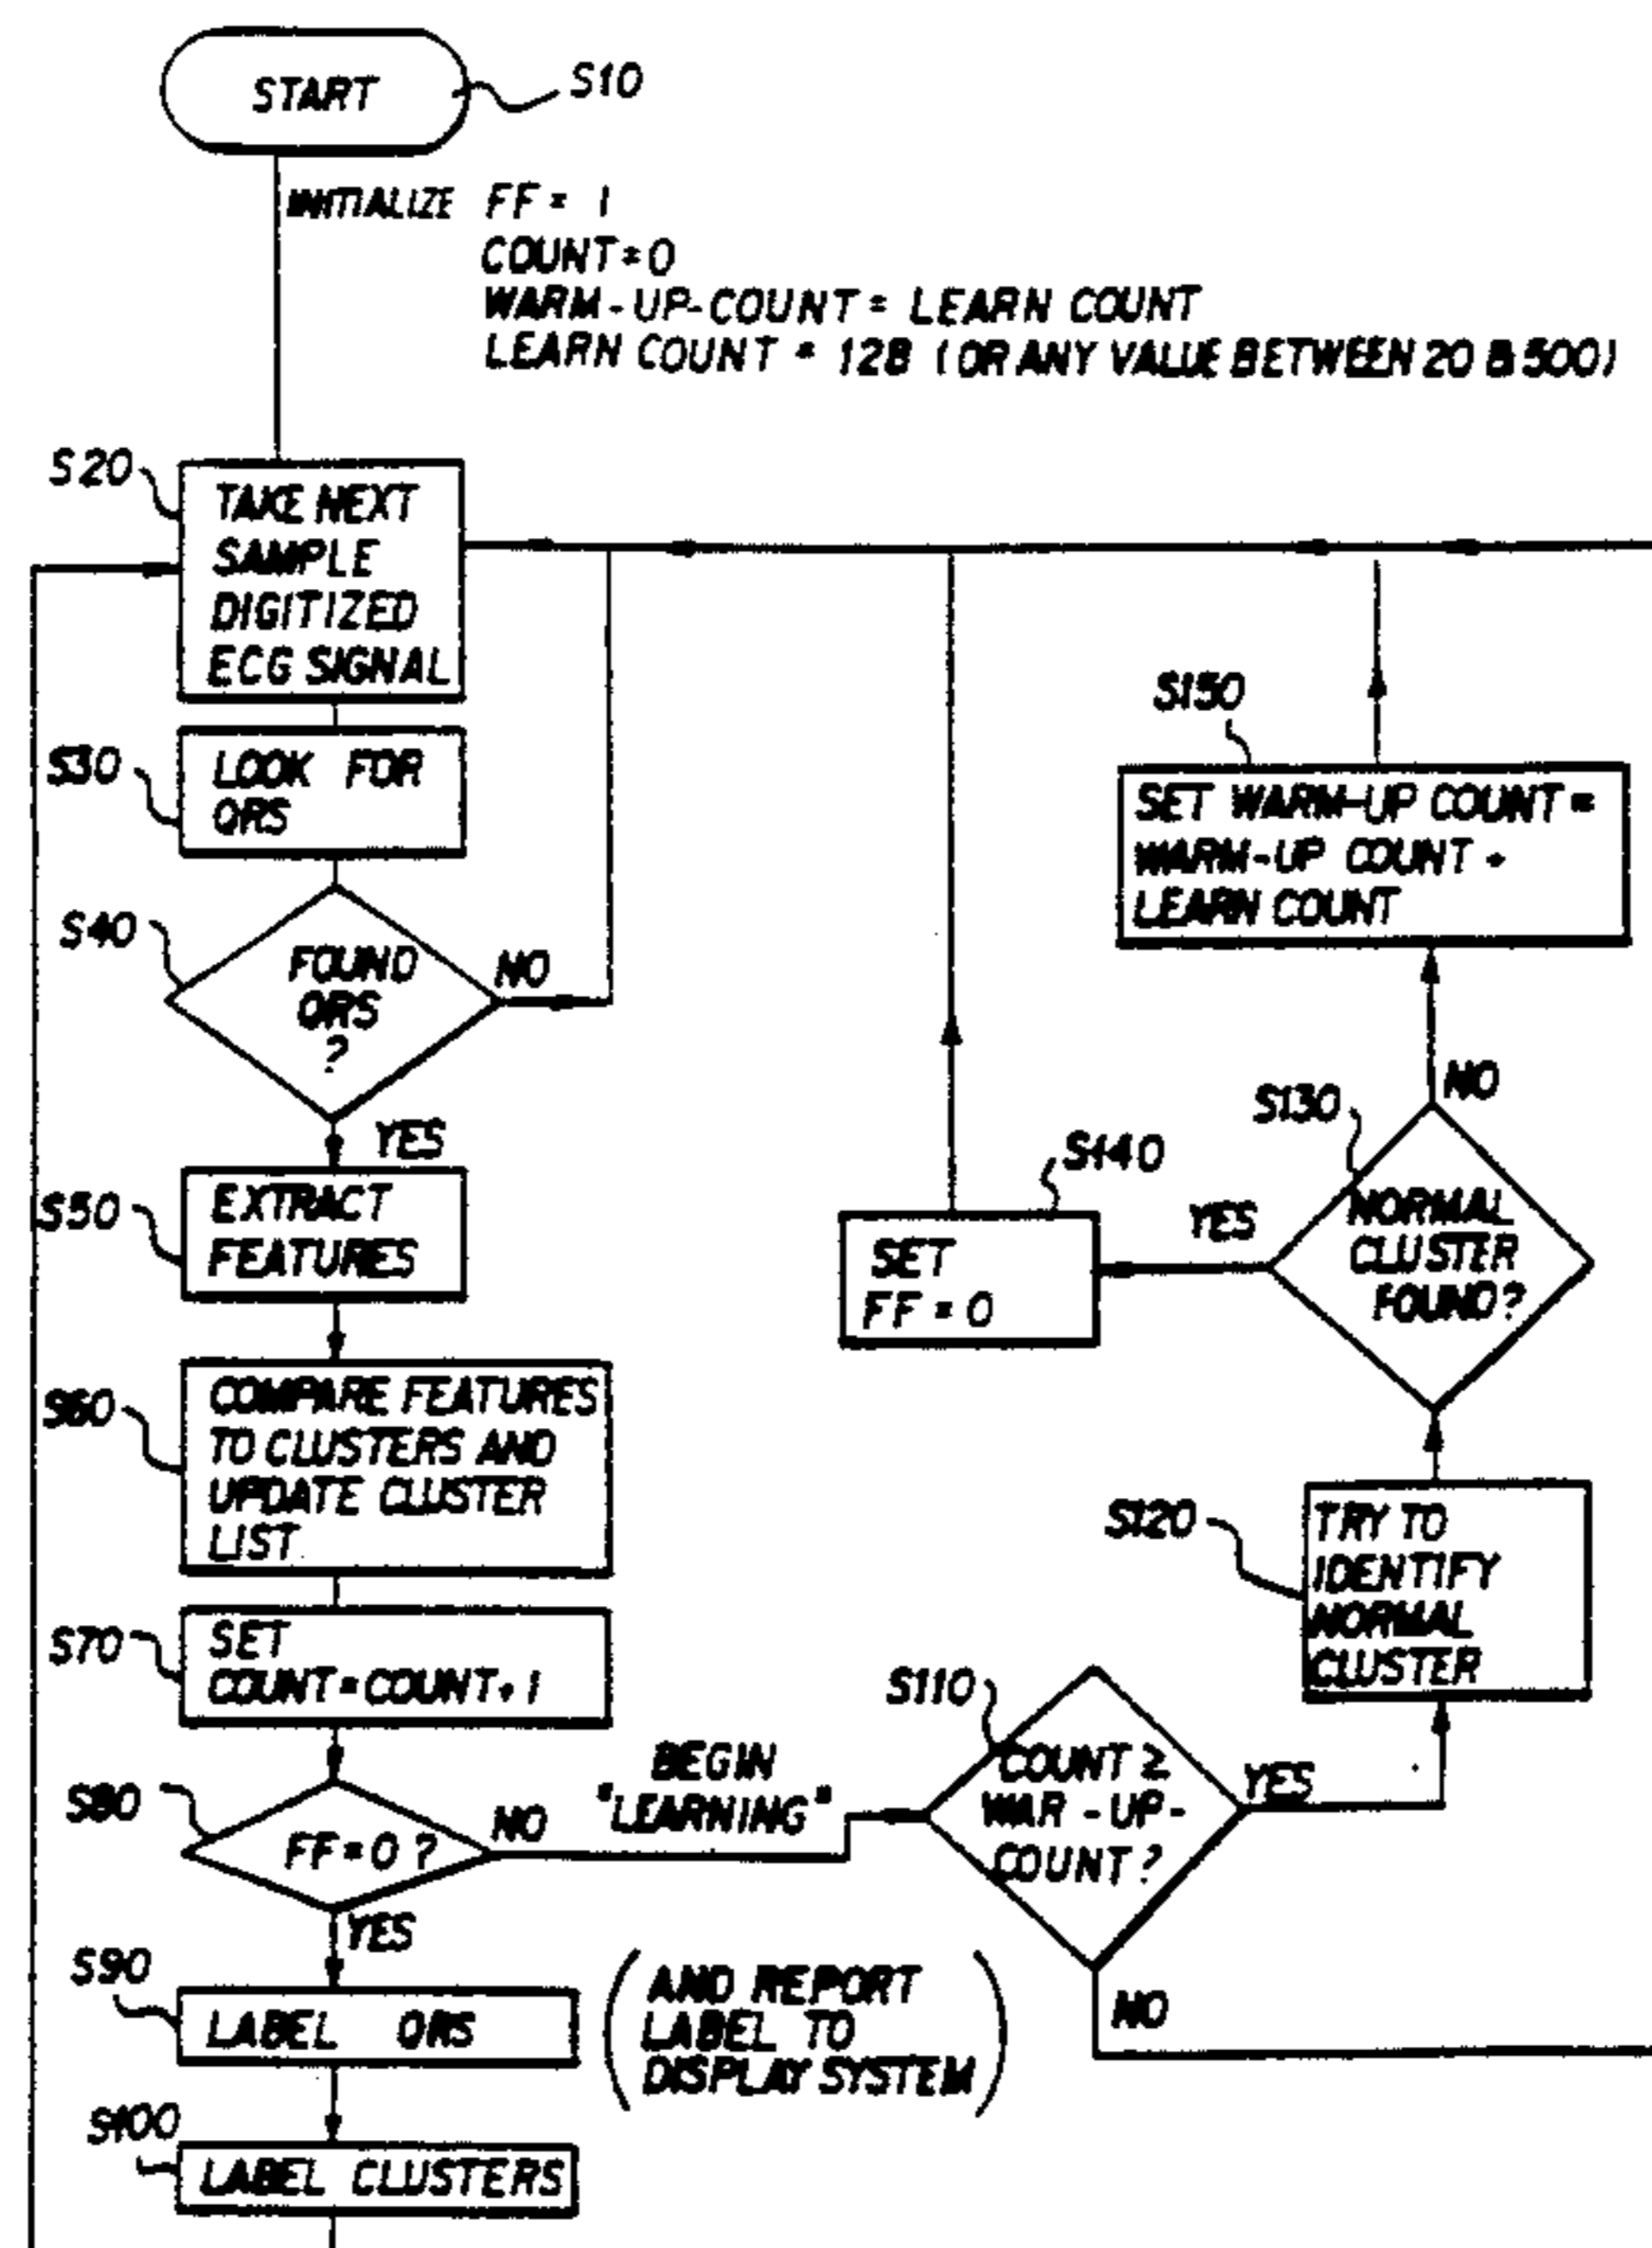 START
S10
INITIALIZE FF = 1
COUNT=0
WARM-UP-COUNT = LEARN COUNT
LEARN COUNT = 128 (OR ANY VALUE BETWEEN 20 & 500)
S20
TAKE NEXT
SAMPLE
DIGITIZED
ECG SIGNAL
S30
LOOK FOR
QRS
S40
FOUND
QRS
?
NO
YES
S50
EXTRACT
FEATURES
S60
COMPARE FEATURES
TO CLUSTERS AND
UPDATE CLUSTER
LIST
S70
SET
COUNT=COUNT+1
S80
FF=0?
NO
BEGIN
"LEARNING"
YES
S90
LABEL QRS
(AND REPORT
LABEL TO
DISPLAY SYSTEM)
S100
LABEL CLUSTERS
S110
COUNT ≥
WAR -UP-
COUNT?
YES
NO
S120
TRY TO
IDENTIFY
NORMAL
CLUSTER
S130
NORMAL
CLUSTER
FOUND?
YES
NO
S140
SET
FF=0
S150
SET WARM-UP COUNT=
WARM-UP COUNT +
LEARN COUNT